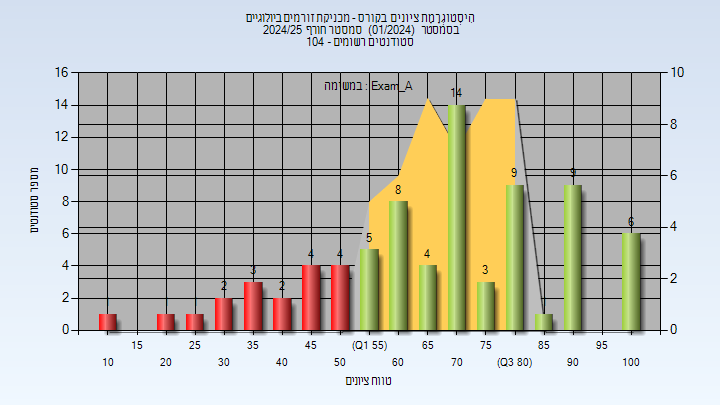 היסטוגרמת ציונים בקורס - מכניקת זורמים ביולוגיים
בסמסטר (01/2024) סמסטר חורף 2024/25
סטודנטים רשומים - 104
במשימה : Exam_A
מספר סטודנטים
16 14 12 10 8 6 4 2 0
10 8 6 4 2 0
2 3 2 4 4 5 8 4 14 3 9 9 6
15 25 35 45 (Q1 55) 65 75 85 95
10 20 30 40 50 60 70 (Q3 80) 90 100
טווח ציונים